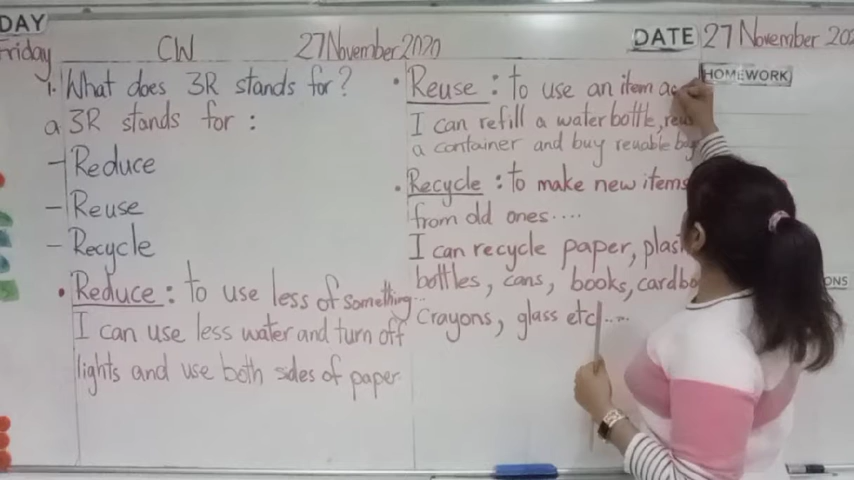 DAY
DATE 27 November 202
Friday CW 27 November 2020
HOMEWORK
1. What does 3R stands for?
a 3R stands for :
- Reduce
- Reuse
- Recycle
• Reduce : to use less of something...
I can use less water and turn off
lights and use both sides of paper.
• Reuse : to use an item
I can refill a water bottle,
a container and buy reuable
• Recycle : to make new items
from old ones....
I can recycle paper,
bottles, cans, books,
crayons, glass etc.....
ONS